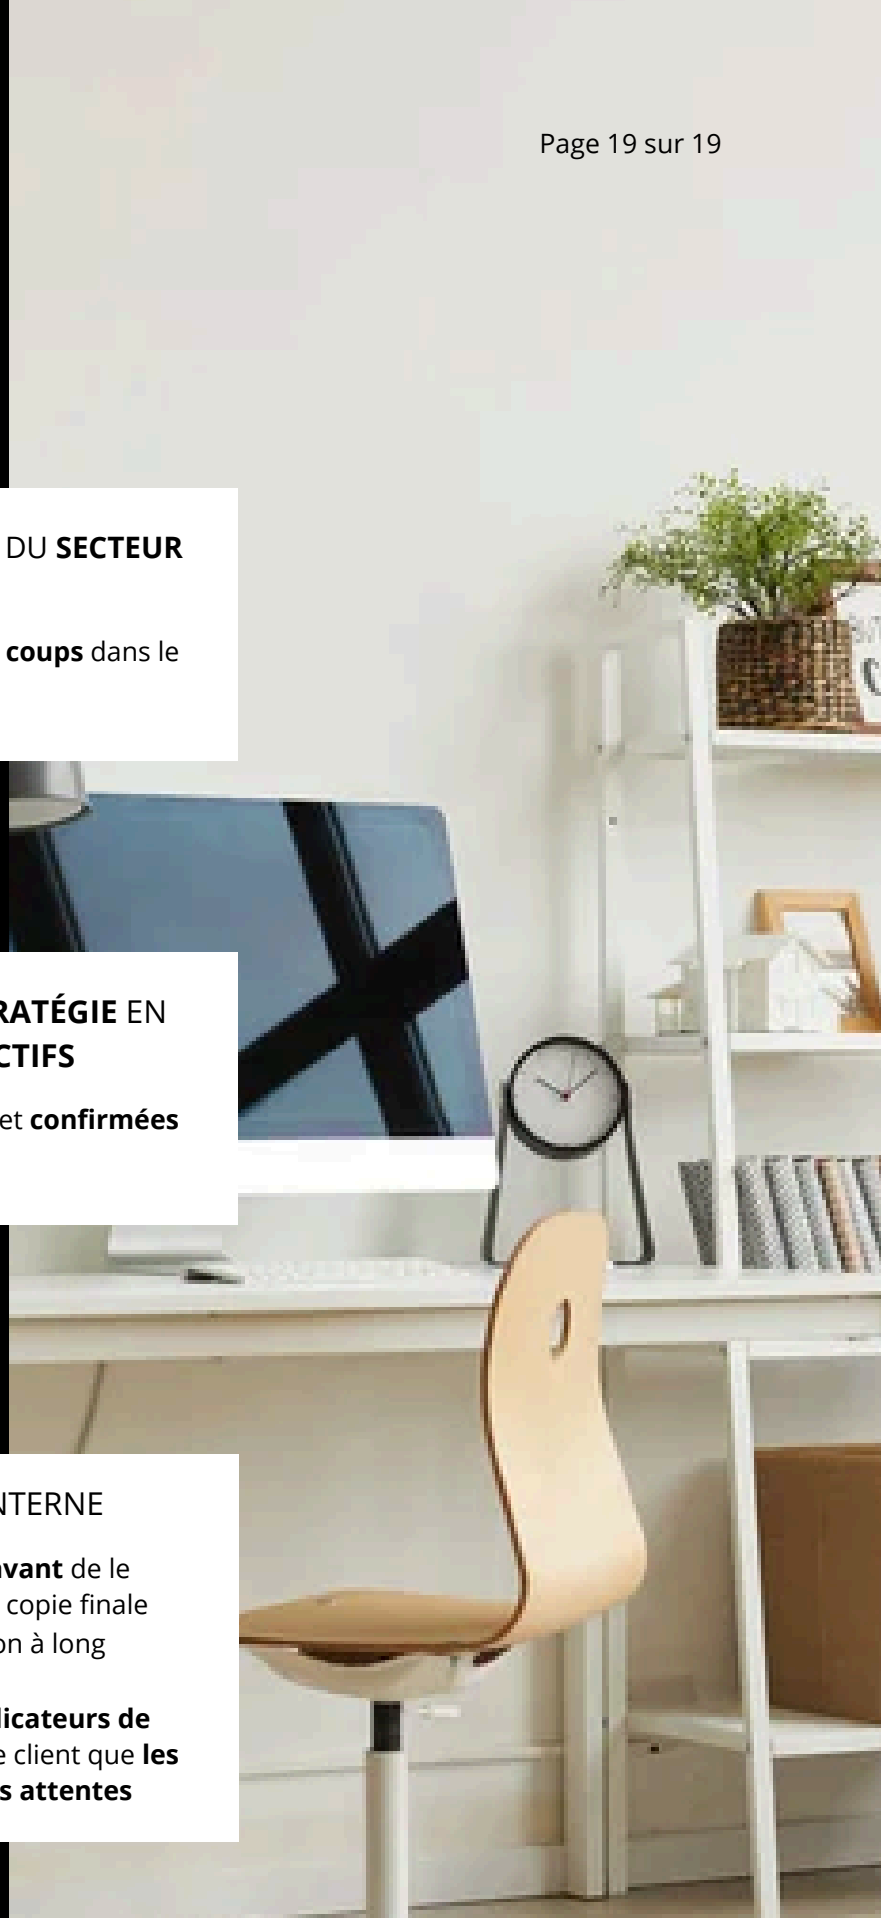 Page 19 sur 19
DU SECTEUR
coups dans le
RATÉGIE EN
CTIFS
et confirmées
NTERNE
avant de le
copie finale
on à long
licateurs de
e client que les
s attentes